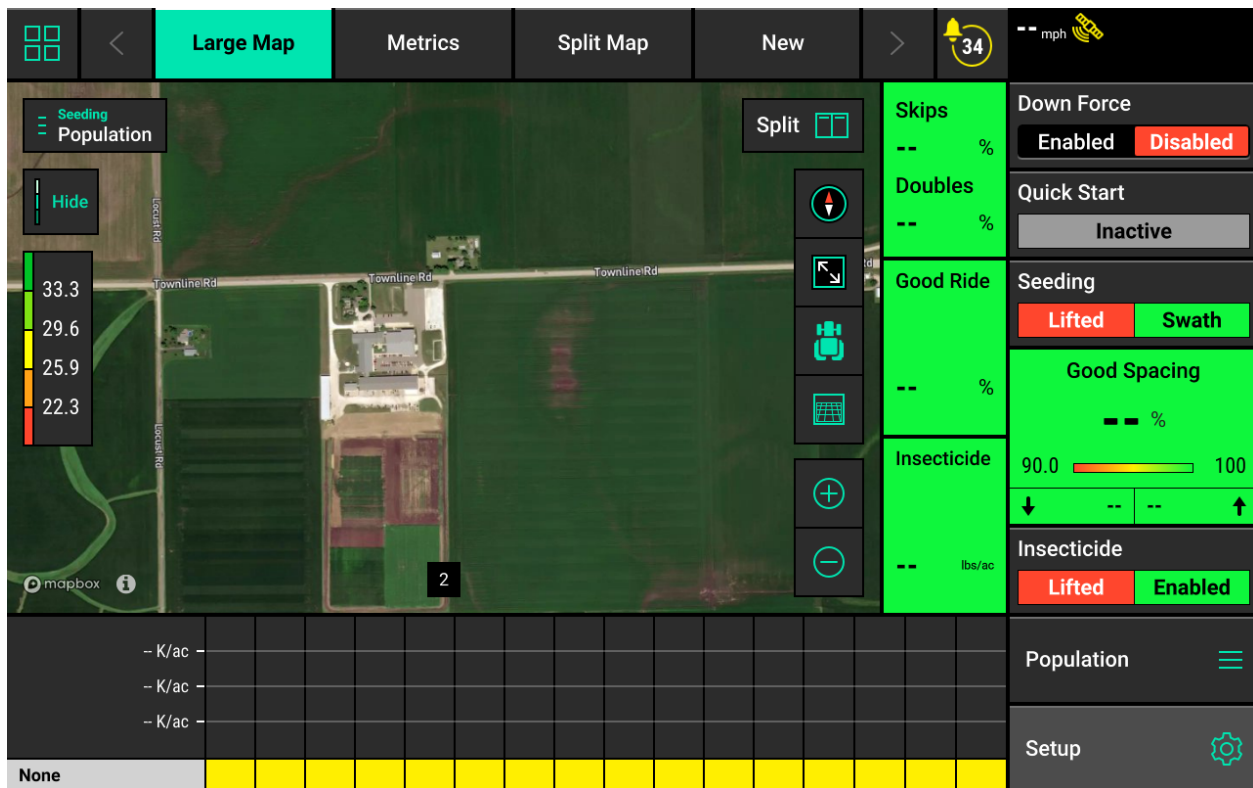 Large Map
Metrics
Split Map
New
34
-- mph
Seeding
Population
Split
Hide
33.3
29.6
25.9
22.3
Locust Rd
Townline Rd
Townline Rd
Townline Rd
Rd
Locust Rd
2
mapbox
Skips
-- %
Doubles
-- %
Good Ride
-- %
Insecticide
-- lbs/ac
Down Force
Enabled Disabled
Quick Start
Inactive
Seeding
Lifted Swath
Good Spacing
-- %
90.0 100
-- --
Insecticide
Lifted Enabled
Population
Setup
-- K/ac
-- K/ac
-- K/ac
None